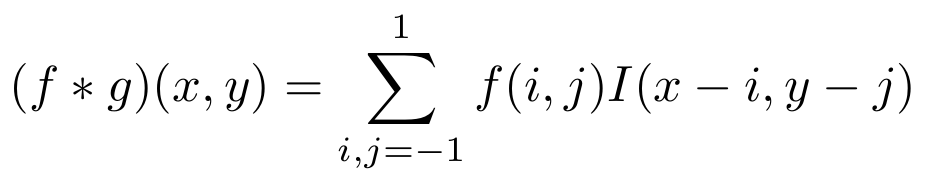 (f * g)(x, y) = \sum_{i,j=-1}^{1} f(i, j)I(x - i, y - j)